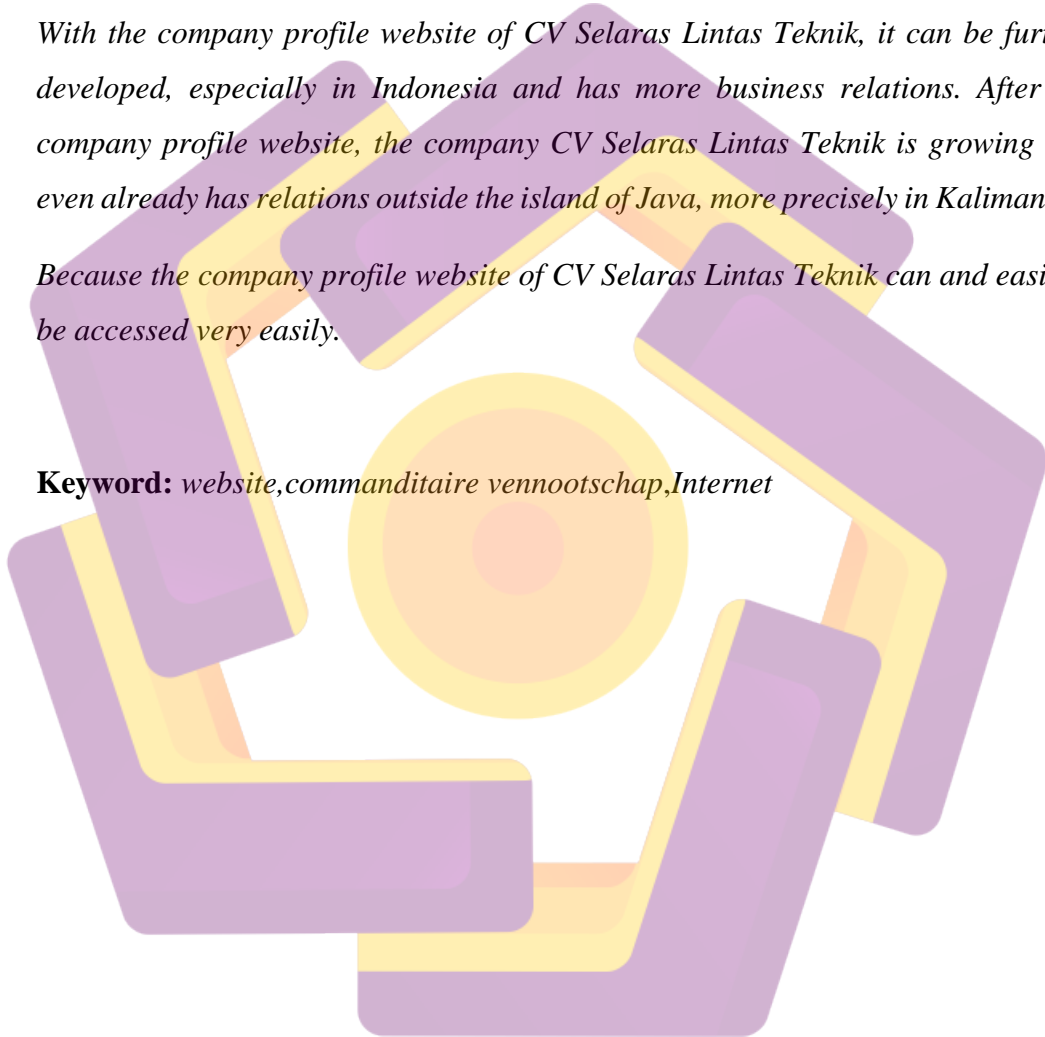 With the company profile website of CV Selaras Lintas Teknik, it can be
developed, especially in Indonesia and has more business relations. After
company profile website, the company CV Selaras Lintas Teknik is growing
even already has relations outside the island of Java, more precisely in
Because the company profile website of CV Selaras Lintas Teknik can and
be accessed very easily.
Keyword: website,commanditaire vennootschap,Internet